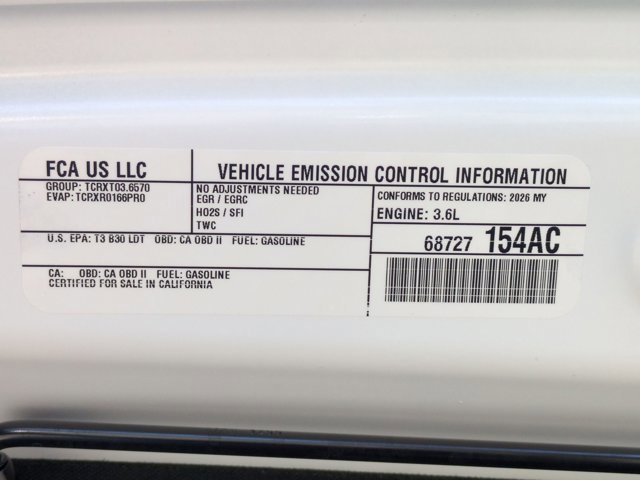 FCA US LLC
VEHICLE EMISSION CONTROL INFORMATION
GROUP: TCRXT03.6570
EVAP: TCPXR0166PR0
NO ADJUSTMENTS NEEDED
EGR / EGRC
HO2S / SFI
TWC
CONFORMS TO REGULATIONS: 2026 MY
ENGINE: 3.6L
U.S. EPA: T3 B30 LDT OBD: CA OBD II FUEL: GASOLINE
68727 154AC
CA: OBD: CA OBD II FUEL: GASOLINE
CERTIFIED FOR SALE IN CALIFORNIA